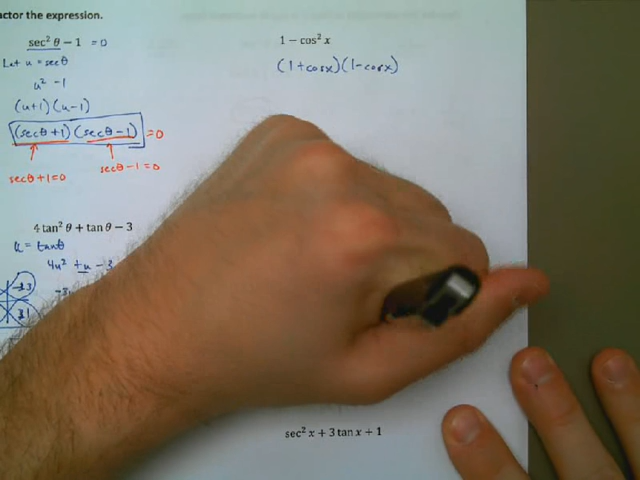 actor the expression.
sec² θ − 1 = 0
Let u = secθ
u² − 1
(u+1)(u−1)
(secθ+1)(secθ−1) = 0
secθ+1=0
secθ−1=0
1 − cos² x
(1+cosx)(1−cosx)
4 tan² θ + tan θ − 3
u = tanθ
4u² + u − 3
sec² x + 3 tan x + 1